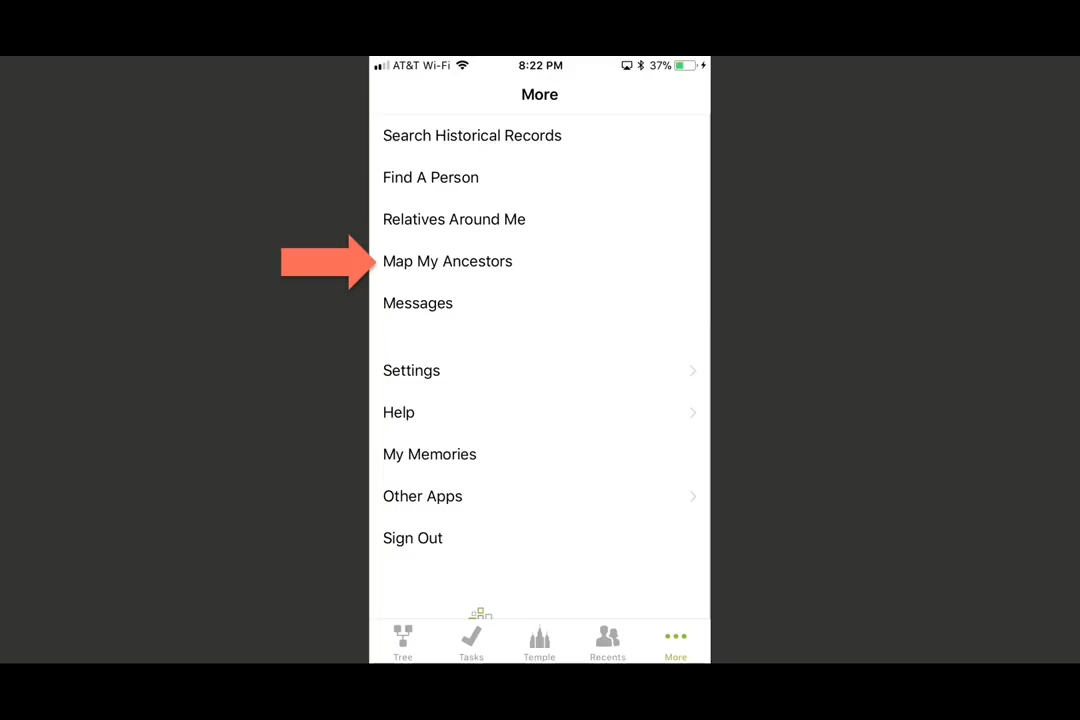 AT&T Wi-Fi 8:22 PM 37%
More
Search Historical Records
Find A Person
Relatives Around Me
Map My Ancestors
Messages
Settings
Help
My Memories
Other Apps
Sign Out
Tree Tasks Temple Recents More